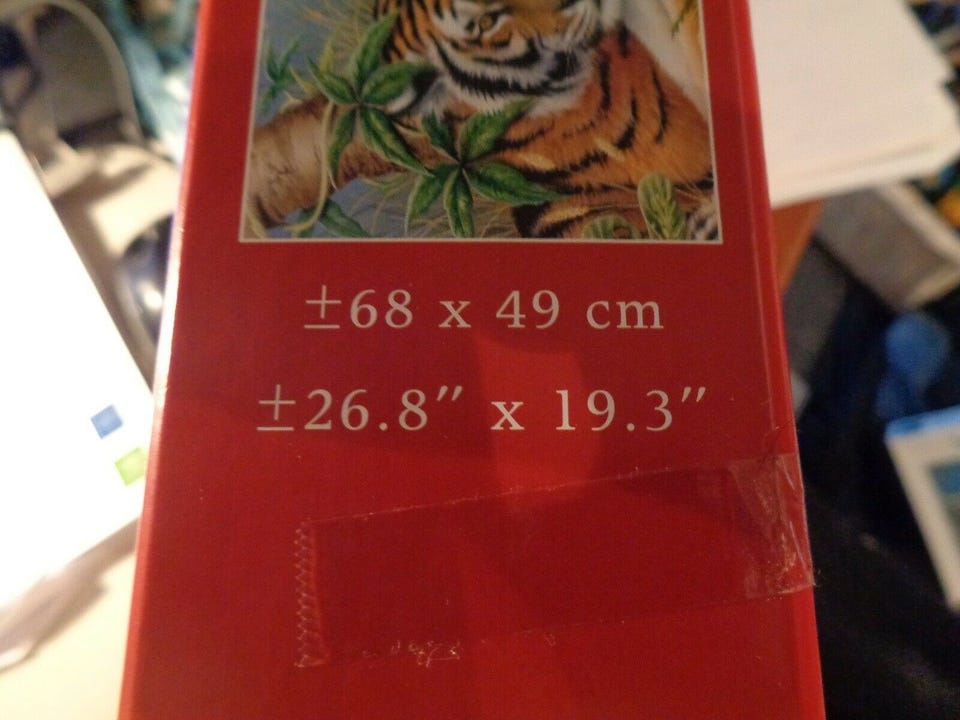 ±68 x 49 cm
±26.8″ x 19.3″